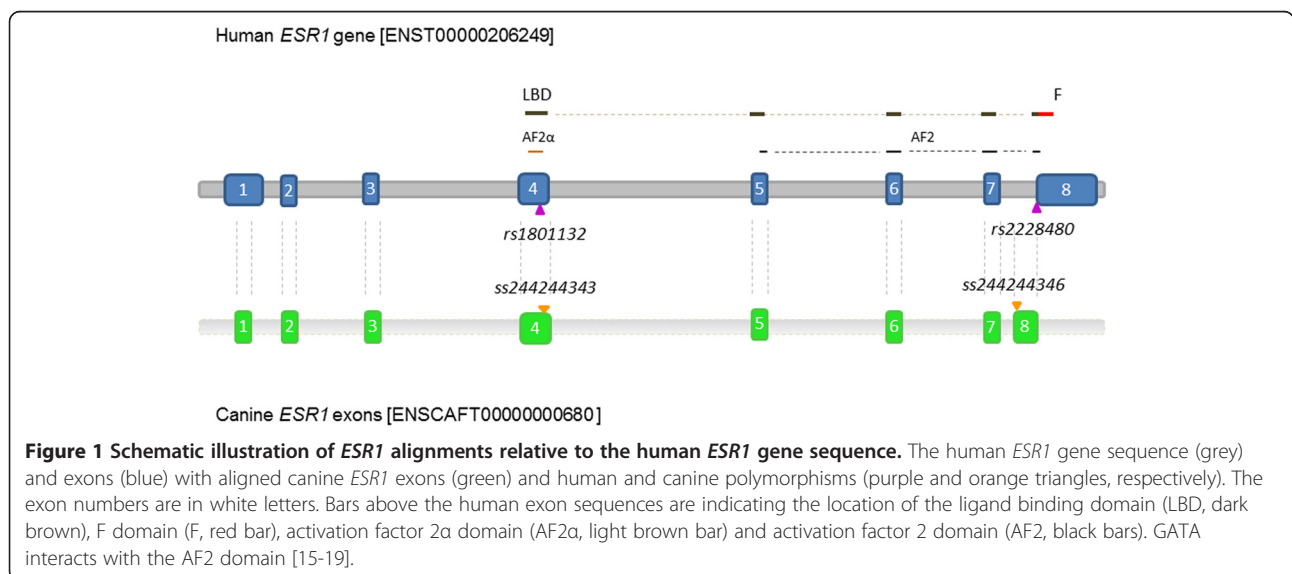 Human ESR1 gene [ENST00000206249]
LBD F
AF2α AF2
1 2 3 4 5 6 7 8
rs1801132 rs2228480
ss244244343 ss244244346
1 2 3 4 5 6 7 8
Canine ESR1 exons [ENSCAFT00000000680]
Figure 1 Schematic illustration of ESR1 alignments relative to the human ESR1 gene sequence. The human ESR1 gene sequence (grey)
and exons (blue) with aligned canine ESR1 exons (green) and human and canine polymorphisms (purple and orange triangles, respectively). The
exon numbers are in white letters. Bars above the human exon sequences are indicating the location of the ligand binding domain (LBD, dark
brown), F domain (F, red bar), activation factor 2α domain (AF2α, light brown bar) and activation factor 2 domain (AF2, black bars). GATA
interacts with the AF2 domain [15-19].